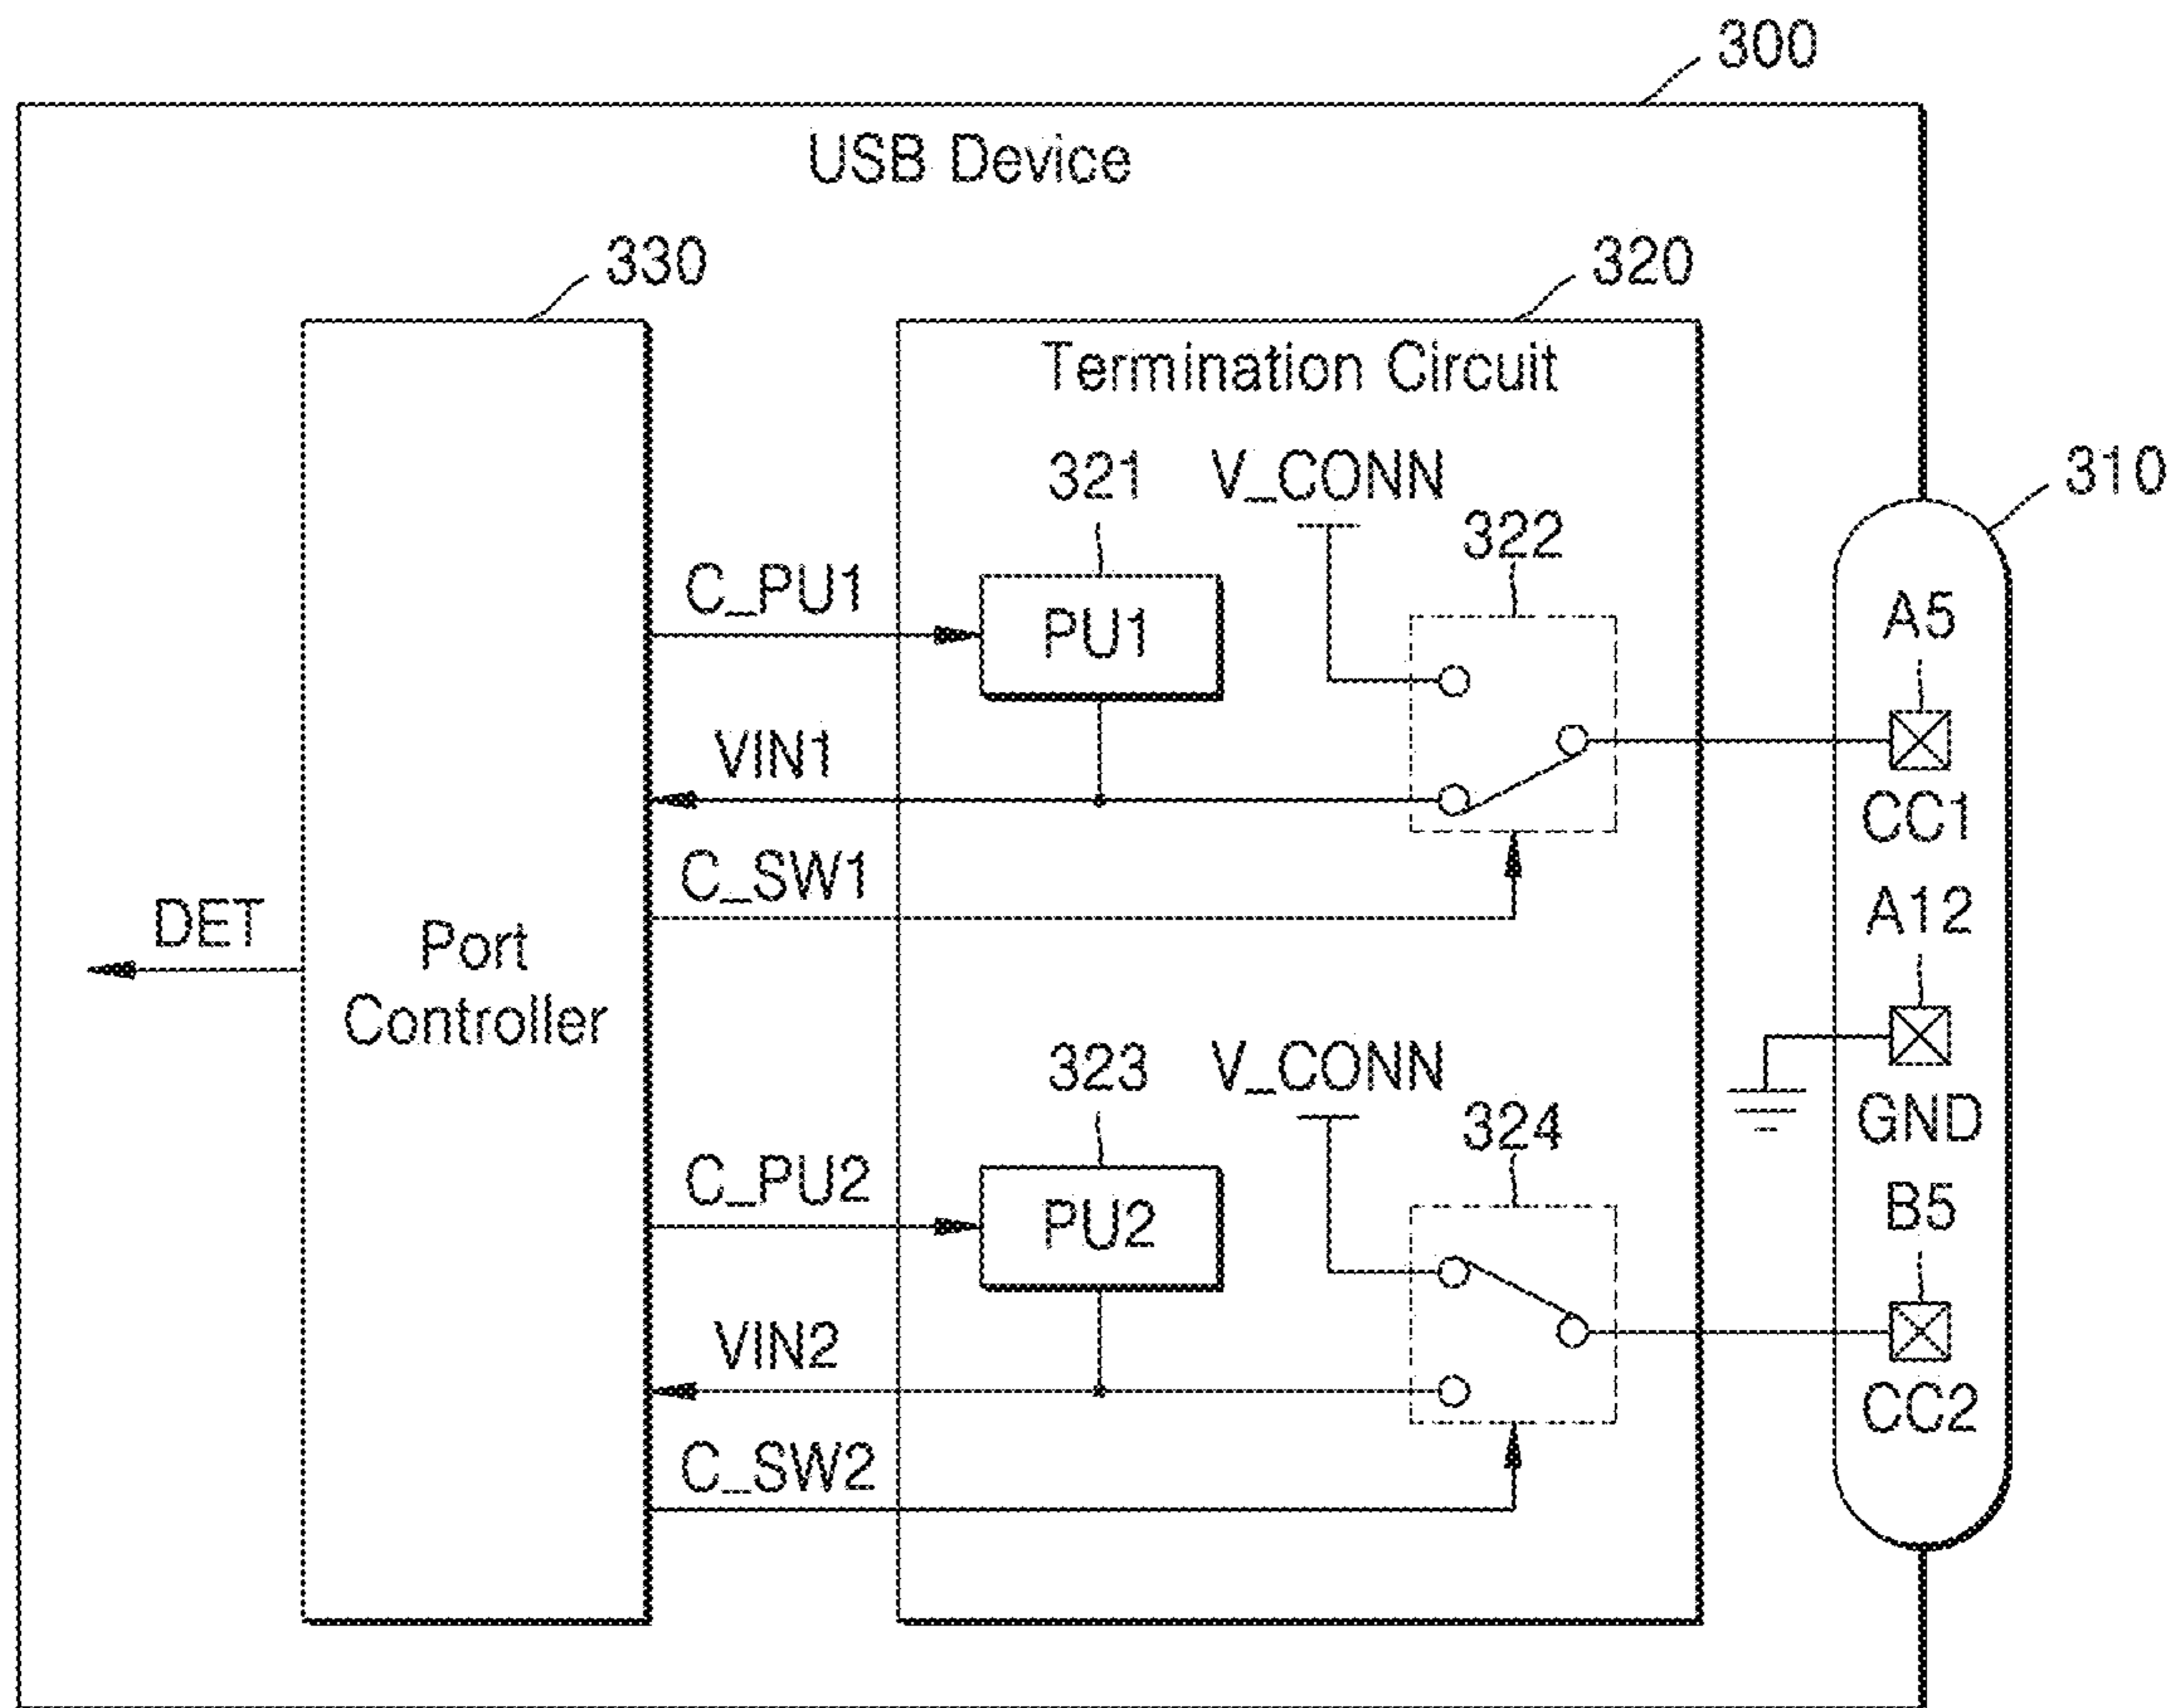 300
USB Device
330
320
Termination Circuit
310
321
V_CONN
322
C_PU1
PU1
A5
VIN1
CC1
C_SW1
A12
DET
Port
Controller
323
V_CONN
324
GND
C_PU2
PU2
B5
VIN2
CC2
C_SW2